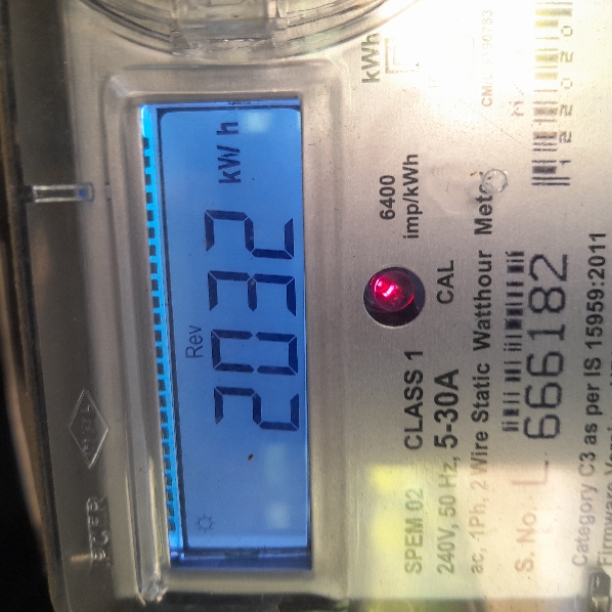 kW h
Rev
2032
kWh
6400
imp/kWh
SPEM 02 CLASS 1
CAL
240V, 50 Hz, 5-30A
ac, 1Ph, 2 Wire Static Watthour Meter
S. No. L 666182
Category C3 as per IS 15959:2011